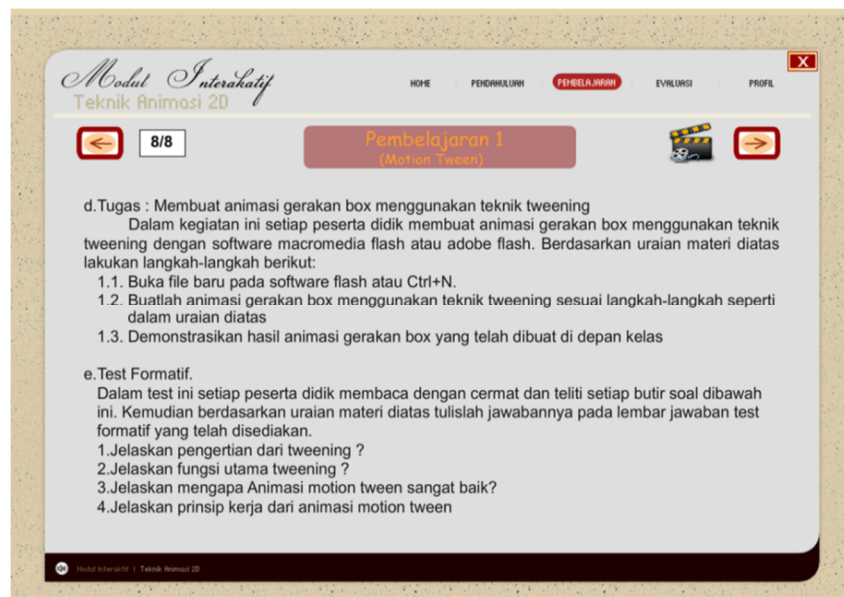 Modul Interakatif
Teknik Animasi 2D
HOME PENDAHULUAN PEMBELAJARAN EVALUASI PROFIL
X
8/8
Pembelajaran 1
(Motion Tween)
d.Tugas : Membuat animasi gerakan box menggunakan teknik tweening
Dalam kegiatan ini setiap peserta didik membuat animasi gerakan box menggunakan teknik
tweening dengan software macromedia flash atau adobe flash. Berdasarkan uraian materi diatas
lakukan langkah-langkah berikut:
1.1. Buka file baru pada software flash atau Ctrl+N.
1.2. Buatlah animasi gerakan box menggunakan teknik tweening sesuai langkah-langkah seperti
dalam uraian diatas
1.3. Demonstrasikan hasil animasi gerakan box yang telah dibuat di depan kelas
e.Test Formatif.
Dalam test ini setiap peserta didik membaca dengan cermat dan teliti setiap butir soal dibawah
ini. Kemudian berdasarkan uraian materi diatas tulislah jawabannya pada lembar jawaban test
formatif yang telah disediakan.
1.Jelaskan pengertian dari tweening ?
2.Jelaskan fungsi utama tweening ?
3.Jelaskan mengapa Animasi motion tween sangat baik?
4.Jelaskan prinsip kerja dari animasi motion tween
Modul Interaktif | Teknik Animasi 2D